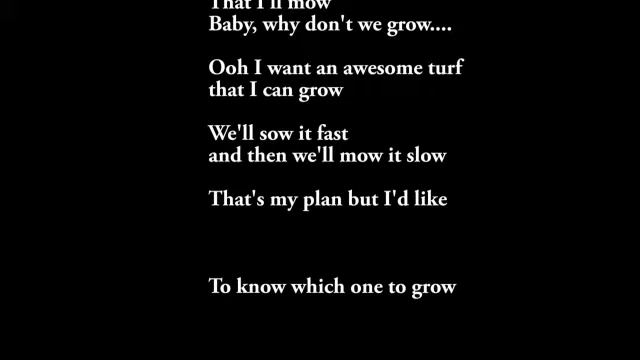 That I'll mow
Baby, why don't we grow....
Ooh I want an awesome turf
that I can grow
We'll sow it fast
and then we'll mow it slow
That's my plan but I'd like
To know which one to grow